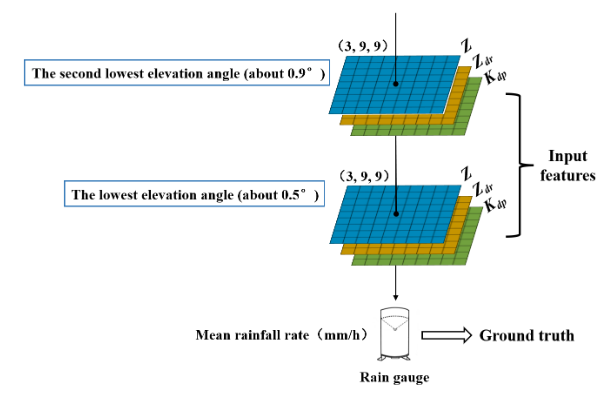 (3, 9, 9)
Z
Zdr
Kdp
The second lowest elevation angle (about 0.9°)
(3, 9, 9)
Z
Zdr
Kdp
The lowest elevation angle (about 0.5°)
Input
features
Mean rainfall rate (mm/h)
Ground truth
Rain gauge